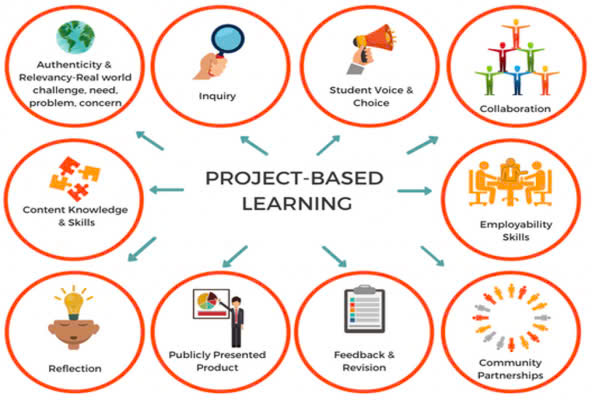 Authenticity &
Relevancy-Real world
challenge, need,
problem, concern
Inquiry
Student Voice &
Choice
Collaboration
PROJECT-BASED
LEARNING
Content Knowledge
& Skills
Employability
Skills
Reflection
Publicly Presented
Product
Feedback &
Revision
Community
Partnerships